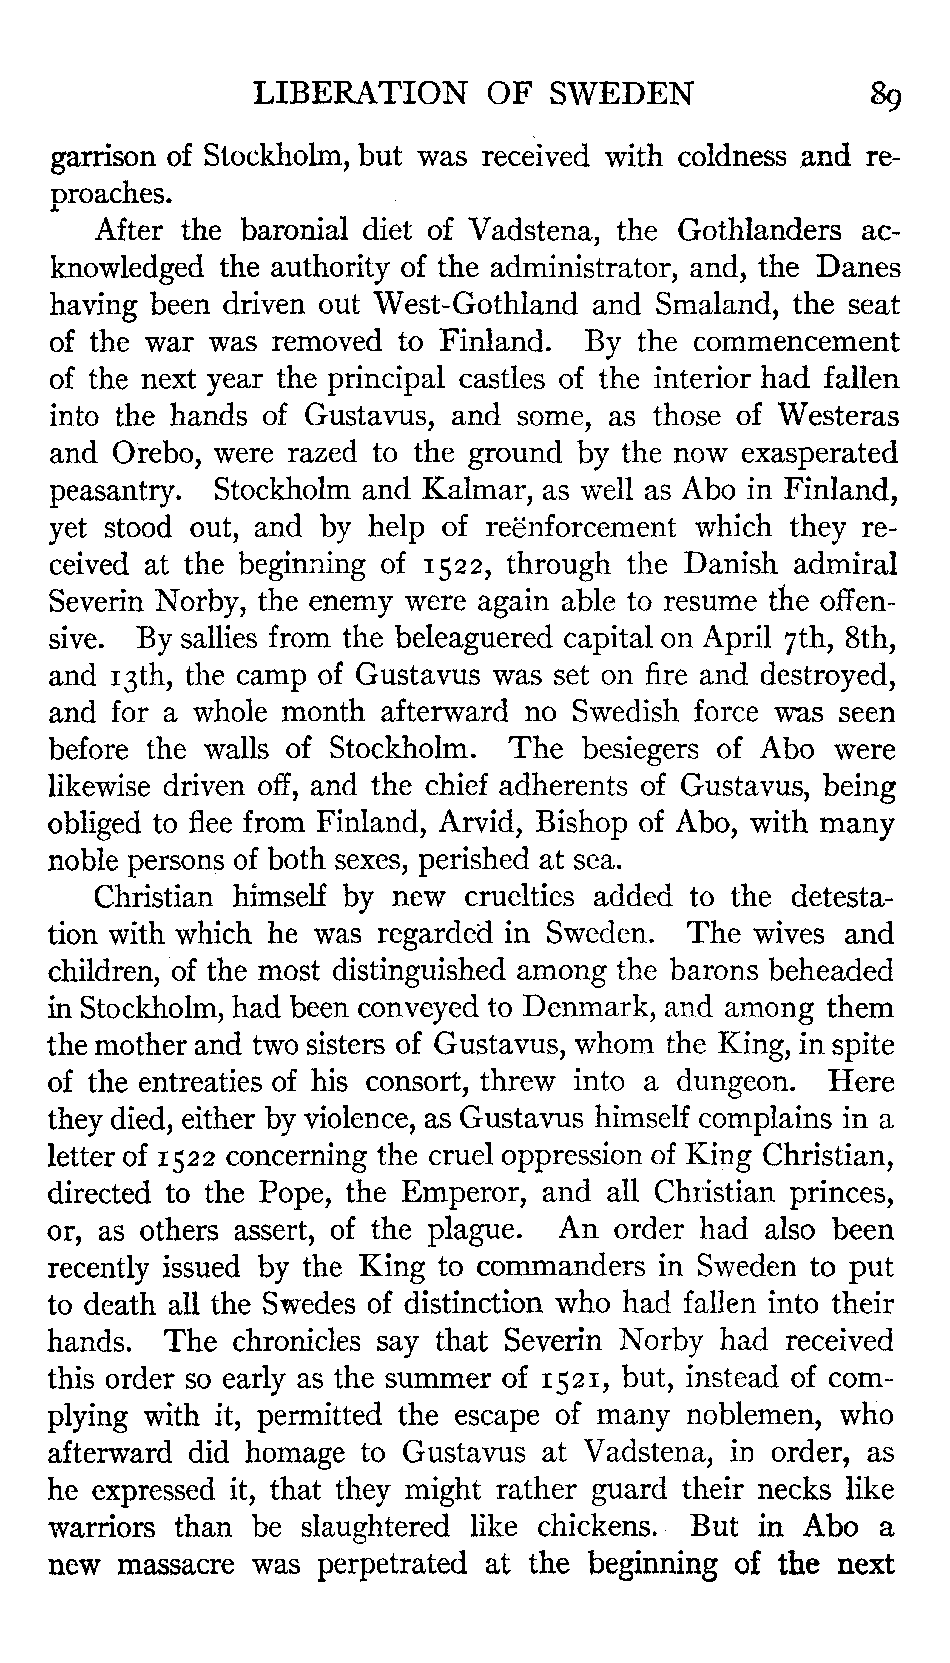 LIBERATION OF SWEDEN 89
garrison of Stockholm, but was received with coldness and re-
proaches.
After the baronial diet of Vadstena, the Gothlanders ac-
knowledged the authority of the administrator, and, the Danes
having been driven out West-Gothland and Smaland, the seat
of the war was removed to Finland. By the commencement
of the next year the principal castles of the interior had fallen
into the hands of Gustavus, and some, as those of Westeras
and Orebo, were razed to the ground by the now exasperated
peasantry. Stockholm and Kalmar, as well as Abo in Finland,
yet stood out, and by help of reënforcement which they re-
ceived at the beginning of 1522, through the Danish admiral
Severin Norby, the enemy were again able to resume the offen-
sive. By sallies from the beleaguered capital on April 7th, 8th,
and 13th, the camp of Gustavus was set on fire and destroyed,
and for a whole month afterward no Swedish force was seen
before the walls of Stockholm. The besiegers of Abo were
likewise driven off, and the chief adherents of Gustavus, being
obliged to flee from Finland, Arvid, Bishop of Abo, with many
noble persons of both sexes, perished at sea.
Christian himself by new cruelties added to the detesta-
tion with which he was regarded in Sweden. The wives and
children, of the most distinguished among the barons beheaded
in Stockholm, had been conveyed to Denmark, and among them
the mother and two sisters of Gustavus, whom the King, in spite
of the entreaties of his consort, threw into a dungeon. Here
they died, either by violence, as Gustavus himself complains in a
letter of 1522 concerning the cruel oppression of King Christian,
directed to the Pope, the Emperor, and all Christian princes,
or, as others assert, of the plague. An order had also been
recently issued by the King to commanders in Sweden to put
to death all the Swedes of distinction who had fallen into their
hands. The chronicles say that Severin Norby had received
this order so early as the summer of 1521, but, instead of com-
plying with it, permitted the escape of many noblemen, who
afterward did homage to Gustavus at Vadstena, in order, as
he expressed it, that they might rather guard their necks like
warriors than be slaughtered like chickens. But in Abo a
new massacre was perpetrated at the beginning of the next